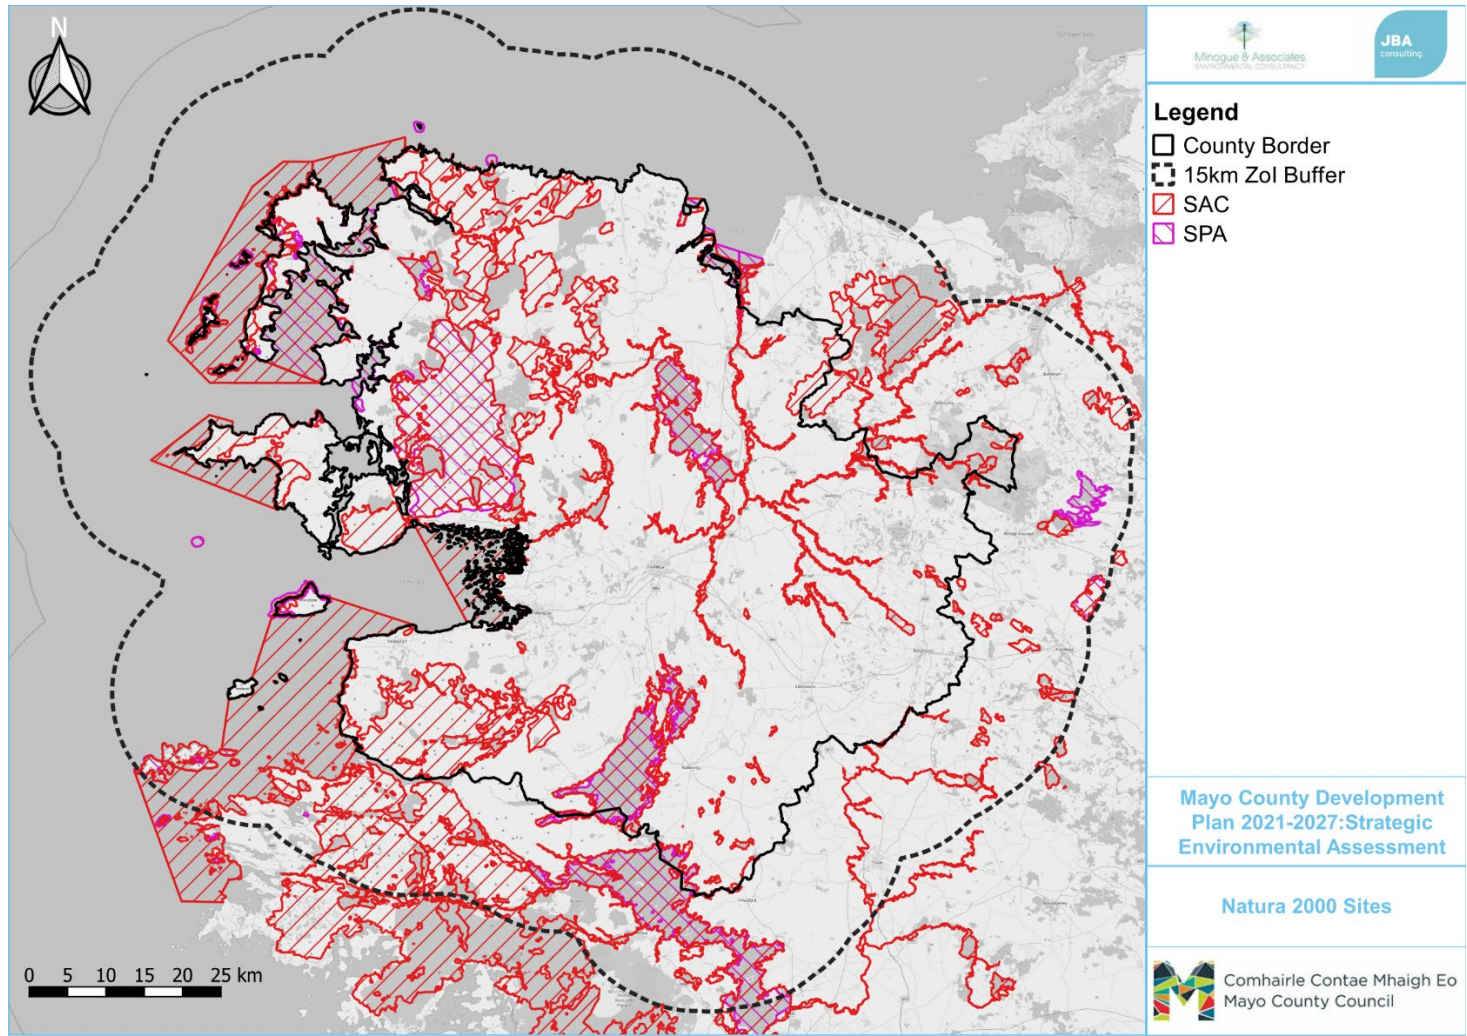 N
Minogue & Associates
ENVIRONMENTAL CONSULTANCY
JBA
consulting
Legend
County Border
15km ZoI Buffer
SAC
SPA
Mayo County Development
Plan 2021-2027:Strategic
Environmental Assessment
Natura 2000 Sites
0 5 10 15 20 25 km
Comhairle Contae Mhaigh Eo
Mayo County Council